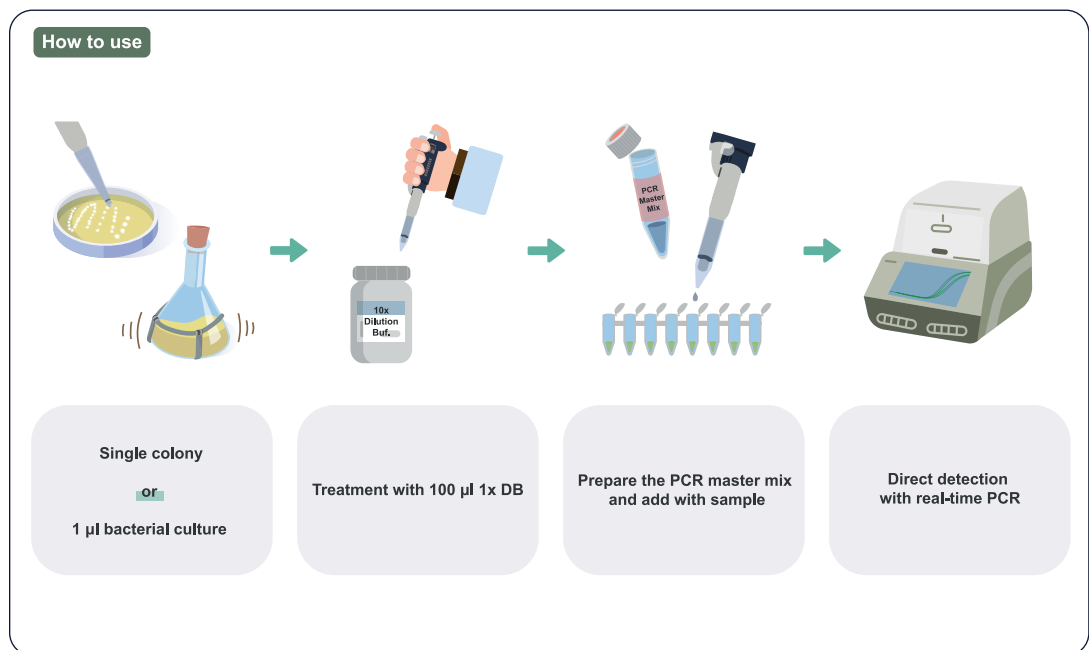 How to use
PCR
Master
Mix
10x
Dilution
Buf.
Single colony
or
1 µl bacterial culture
Treatment with 100 µl 1x DB
Prepare the PCR master mix
and add with sample
Direct detection
with real-time PCR